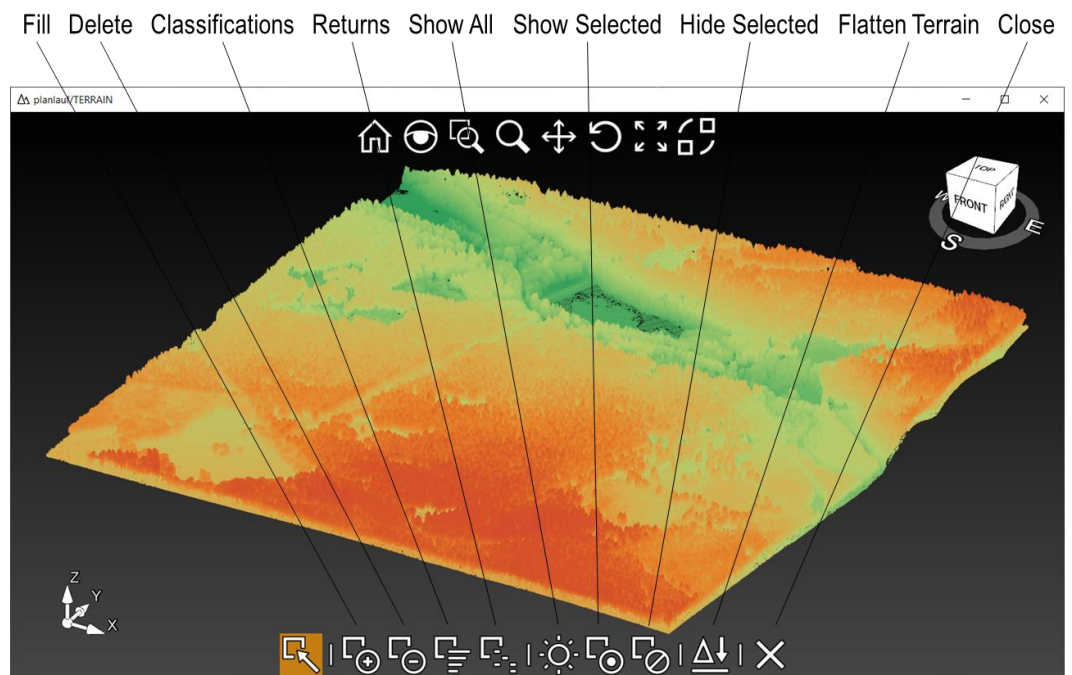 Fill Delete Classifications Returns Show All Show Selected Hide Selected Flatten Terrain Close
planlauf/TERRAIN
TOP
FRONT
RIGHT
W
E
S
Z
Y
X